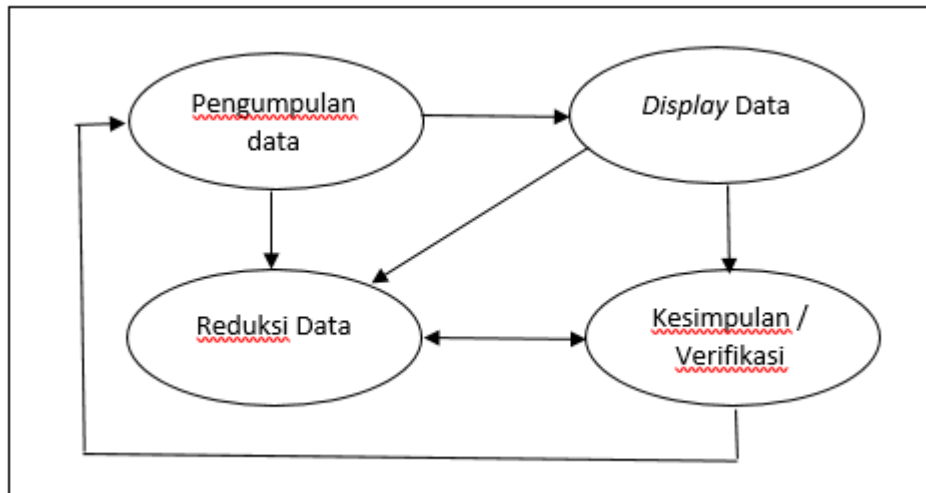 Pengumpulan
data
Display Data
Reduksi Data
Kesimpulan /
Verifikasi